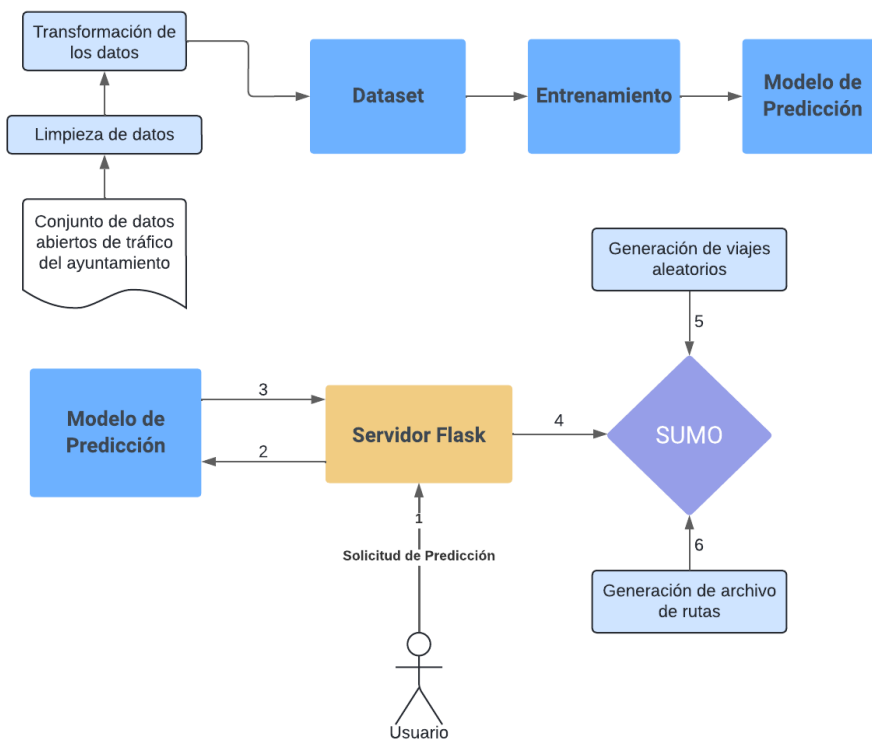 Transformación de
los datos
Dataset
Entrenamiento
Modelo de
Predicción
Limpieza de datos
Conjunto de datos
abiertos de tráfico
del ayuntamiento
Generación de viajes
aleatorios
5
Modelo de
Predicción
3
2
Servidor Flask
4
SUMO
1
Solicitud de Predicción
6
Generación de archivo
de rutas
Usuario